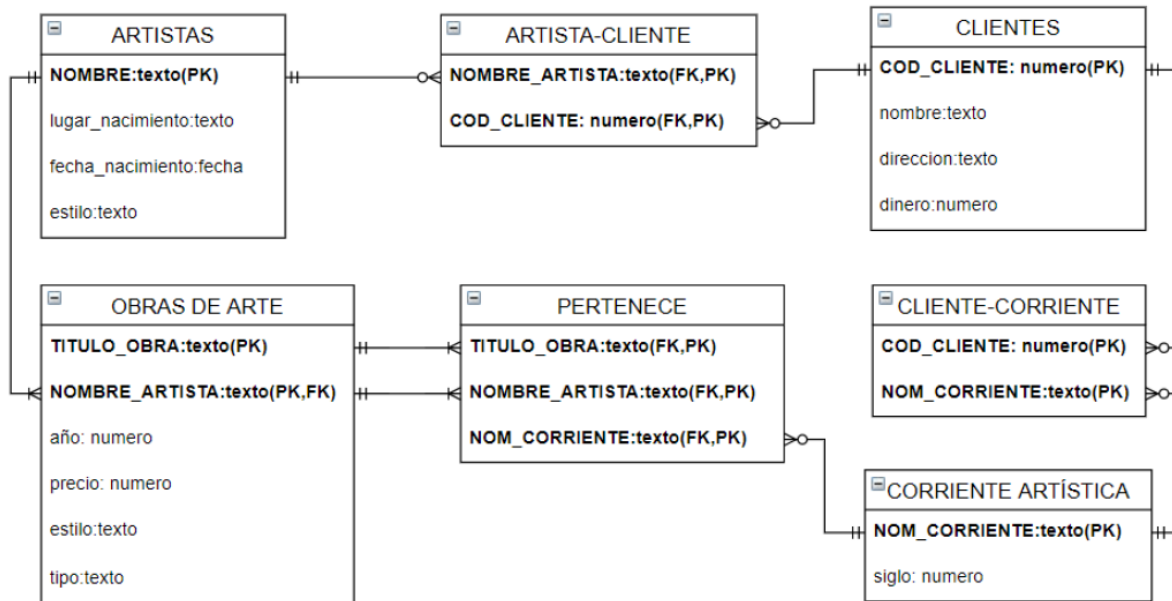 ARTISTAS
NOMBRE:texto(PK)
lugar_nacimiento:texto
fecha_nacimiento:fecha
estilo:texto
ARTISTA-CLIENTE
NOMBRE_ARTISTA:texto(FK,PK)
COD_CLIENTE: numero(FK,PK)
CLIENTES
COD_CLIENTE: numero(PK)
nombre:texto
direccion:texto
dinero:numero
OBRAS DE ARTE
TITULO_OBRA:texto(PK)
NOMBRE_ARTISTA:texto(PK,FK)
año: numero
precio: numero
estilo:texto
tipo:texto
PERTENECE
TITULO_OBRA:texto(FK,PK)
NOMBRE_ARTISTA:texto(FK,PK)
NOM_CORRIENTE:texto(FK,PK)
CLIENTE-CORRIENTE
COD_CLIENTE: numero(PK)
NOM_CORRIENTE:texto(PK)
CORRIENTE ARTÍSTICA
NOM_CORRIENTE:texto(PK)
siglo: numero